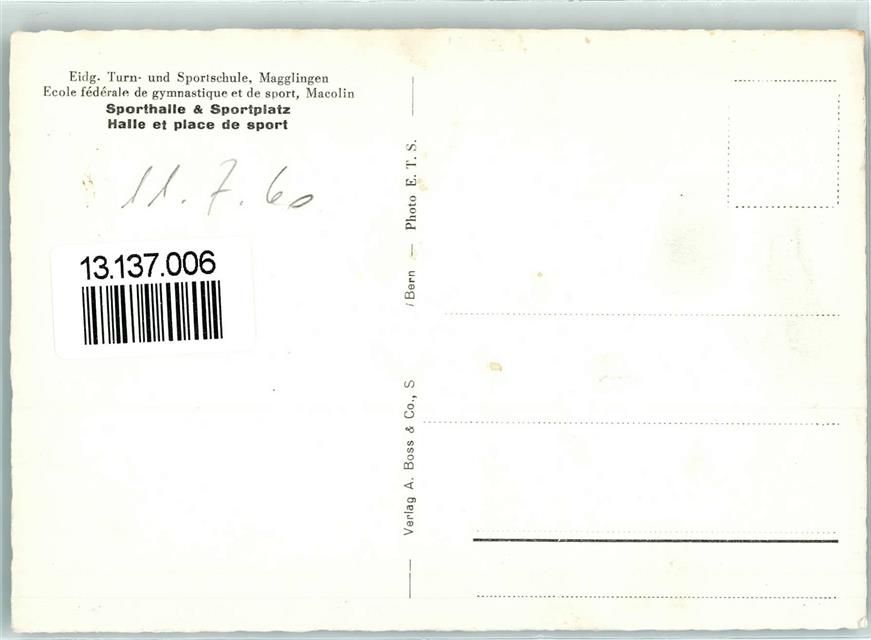 Eidg. Turn- und Sportschule, Magglingen
Ecole fédérale de gymnastique et de sport, Macolin
Sporthalle & Sportplatz
Halle et place de sport
11.7.60
13.137.006
Verlag A. Boss & Co., S /Bern — Photo E. T. S.